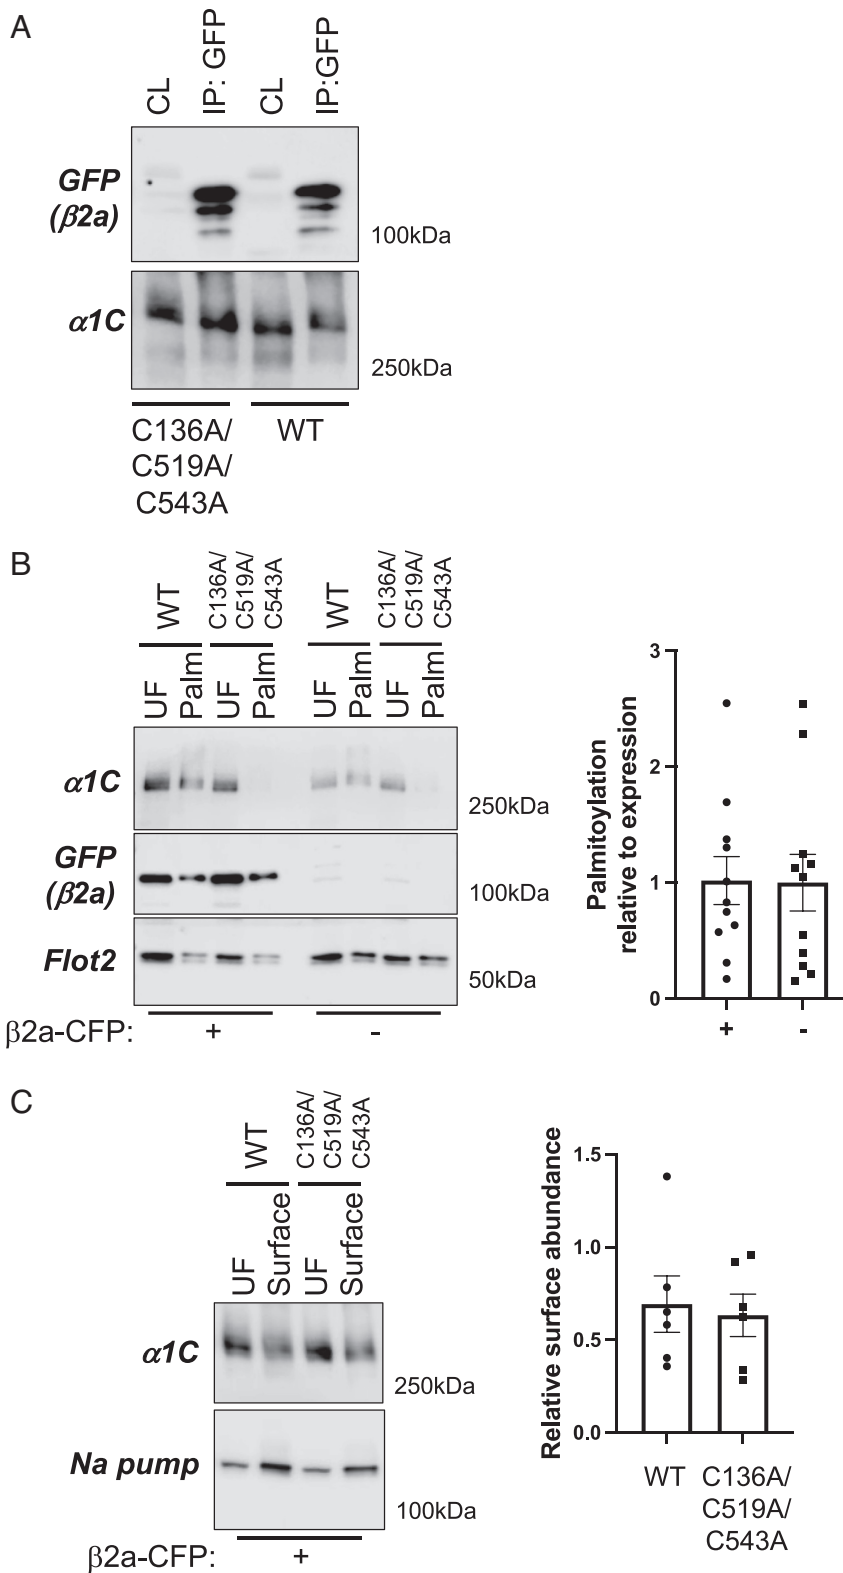 A
CL
IP: GFP
CL
IP:GFP
GFP
(β2a)
100kDa
α1C
250kDa
C136A/
C519A/
C543A
WT
B
WT
C136A/
C519A/
C543A
WT
C136A/
C519A/
C543A
UF
Palm
UF
Palm
UF
Palm
UF
Palm
α1C
250kDa
GFP
(β2a)
100kDa
Flot2
50kDa
β2a-CFP:
+
-
Palmitoylation
relative to expression
3
2
1
0
+
-
C
WT
C136A/
C519A/
C543A
UF
Surface
UF
Surface
α1C
250kDa
Na pump
100kDa
β2a-CFP:
+
Relative surface abundance
1.5
1.0
0.5
0.0
WT
C136A/
C519A/
C543A